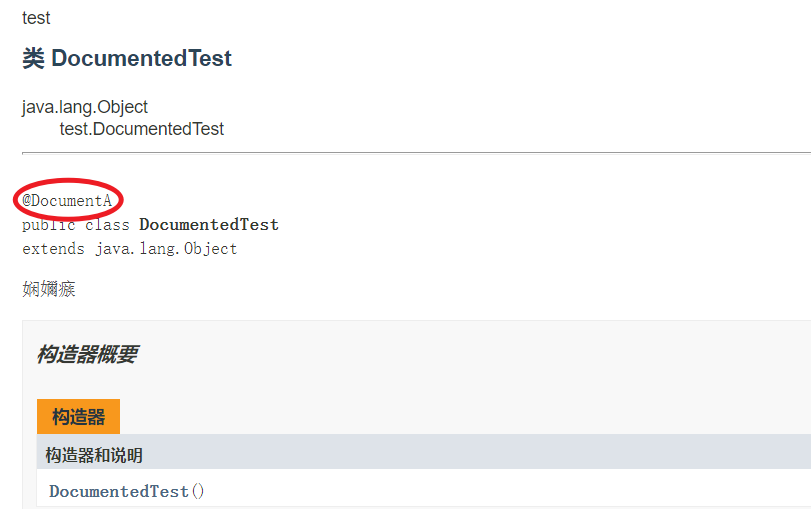 test
类 DocumentedTest
java.lang.Object
test.DocumentedTest
@DocumentA
public class DocumentedTest
extends java.lang.Object
娴嬭瘯
构造器概要
构造器
构造器和说明
DocumentedTest()